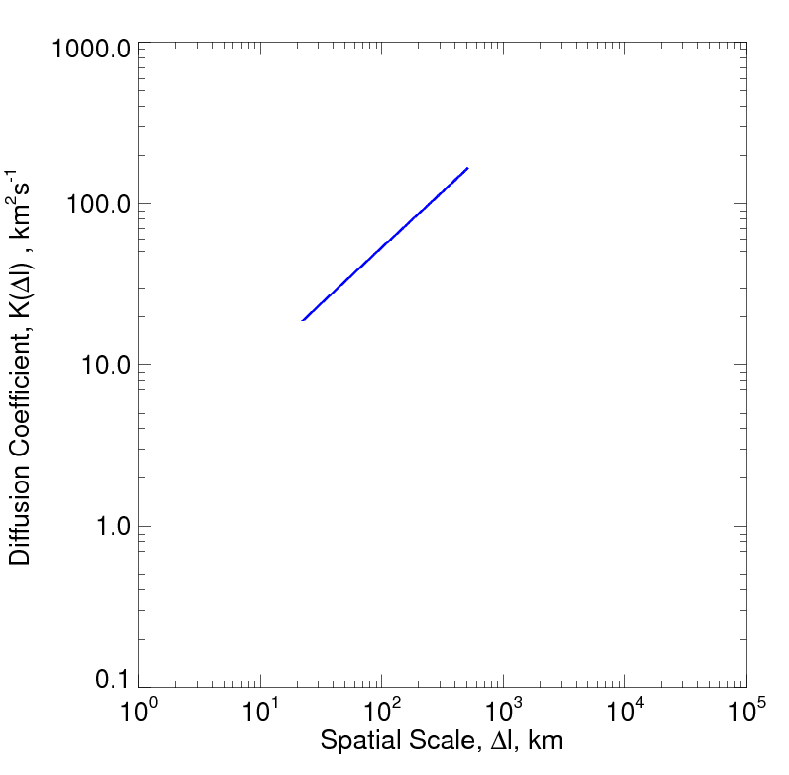 Diffusion Coefficient, K(Δl) , km²s⁻¹
1000.0
100.0
10.0
1.0
0.1
10⁰ 10¹ 10² 10³ 10⁴ 10⁵
Spatial Scale, Δl, km